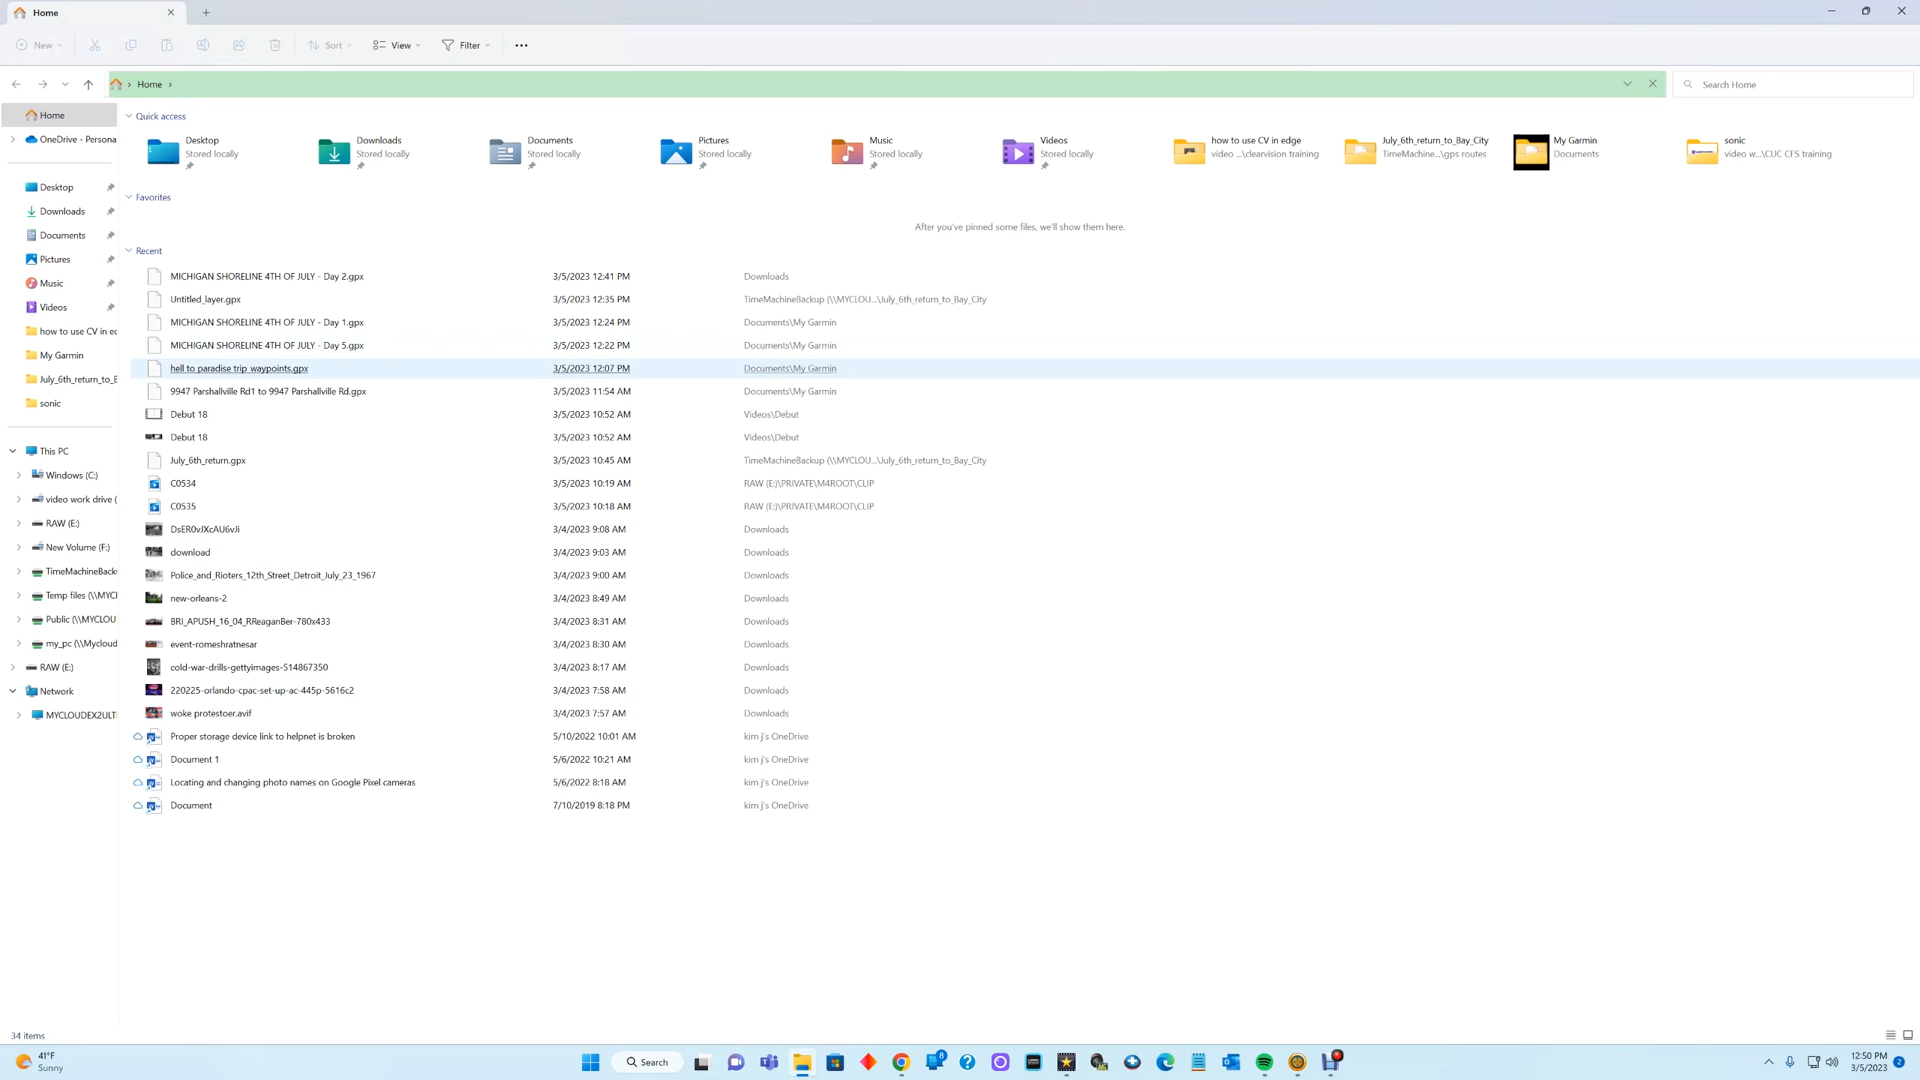 Home
New
Sort
View
Filter
Home
Search Home
Home
OneDrive - Persona
Desktop
Downloads
Documents
Pictures
Music
Videos
how to use CV in ec
My Garmin
July_6th_return_to_B
sonic
This PC
Windows (C:)
video work drive (
RAW (E:)
New Volume (F:)
TimeMachineBack
Temp files (\\MYCl
Public (\\MYCLOU
my_pc (\\Mycloud
RAW (E:)
Network
MYCLOUDEX2ULT
Quick access
Desktop
Stored locally
Downloads
Stored locally
Documents
Stored locally
Pictures
Stored locally
Music
Stored locally
Videos
Stored locally
how to use CV in edge
video ...\clearvision training
July_6th_return_to_Bay_City
TimeMachine...\gps routes
My Garmin
Documents
sonic
video w...\CUC CFS training
Favorites
After you've pinned some files, we'll show them here.
Recent
MICHIGAN SHORELINE 4TH OF JULY - Day 2.gpx 3/5/2023 12:41 PM Downloads
Untitled_layer.gpx 3/5/2023 12:35 PM TimeMachineBackup (\\MYCLOU...\July_6th_return_to_Bay_City
MICHIGAN SHORELINE 4TH OF JULY - Day 1.gpx 3/5/2023 12:24 PM Documents\My Garmin
MICHIGAN SHORELINE 4TH OF JULY - Day 5.gpx 3/5/2023 12:22 PM Documents\My Garmin
hell to paradise trip waypoints.gpx 3/5/2023 12:07 PM Documents\My Garmin
9947 Parshallville Rd1 to 9947 Parshallville Rd.gpx 3/5/2023 11:54 AM Documents\My Garmin
Debut 18 3/5/2023 10:52 AM Videos\Debut
Debut 18 3/5/2023 10:52 AM Videos\Debut
July_6th_return.gpx 3/5/2023 10:45 AM TimeMachineBackup (\\MYCLOU...\July_6th_return_to_Bay_City
C0534 3/5/2023 10:19 AM RAW (E:)\PRIVATE\M4ROOT\CLIP
C0535 3/5/2023 10:18 AM RAW (E:)\PRIVATE\M4ROOT\CLIP
DsER0vJXcAU6vJi 3/4/2023 9:08 AM Downloads
download 3/4/2023 9:03 AM Downloads
Police_and_Rioters_12th_Street_Detroit_July_23_1967 3/4/2023 9:00 AM Downloads
new-orleans-2 3/4/2023 8:49 AM Downloads
BRI_APUSH_16_04_RReaganBer-780x433 3/4/2023 8:31 AM Downloads
event-romeshratnesar 3/4/2023 8:30 AM Downloads
cold-war-drills-gettyimages-514867350 3/4/2023 8:17 AM Downloads
220225-orlando-cpac-set-up-ac-445p-5616c2 3/4/2023 7:58 AM Downloads
woke protestoer.avif 3/4/2023 7:57 AM Downloads
Proper storage device link to helpnet is broken 5/10/2022 10:01 AM kim j's OneDrive
Document 1 5/6/2022 10:21 AM kim j's OneDrive
Locating and changing photo names on Google Pixel cameras 5/6/2022 8:18 AM kim j's OneDrive
Document 7/10/2019 8:18 PM kim j's OneDrive
34 items
41°F
Sunny
Search
8
12:50 PM
3/5/2023
2